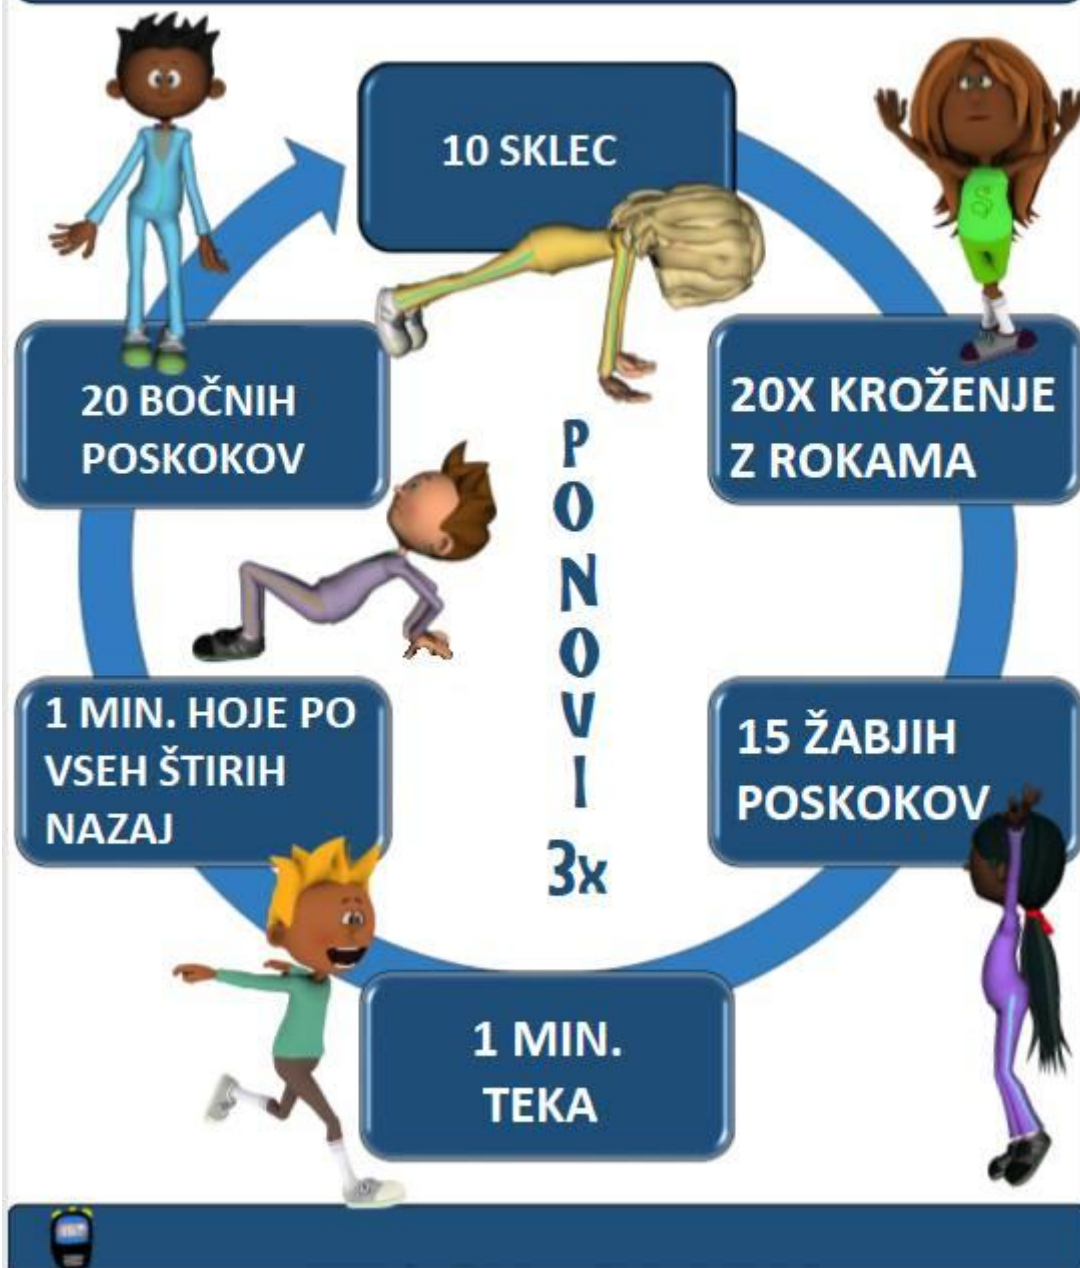 10 SKLEC
20X KROŽENJE
Z ROKAMA
15 ŽABJIH
POSKOKOV
1 MIN.
TEKA
1 MIN. HOJE PO
VSEH ŠTIRIH
NAZAJ
20 BOČNIH
POSKOKOV
PONOVI
3x